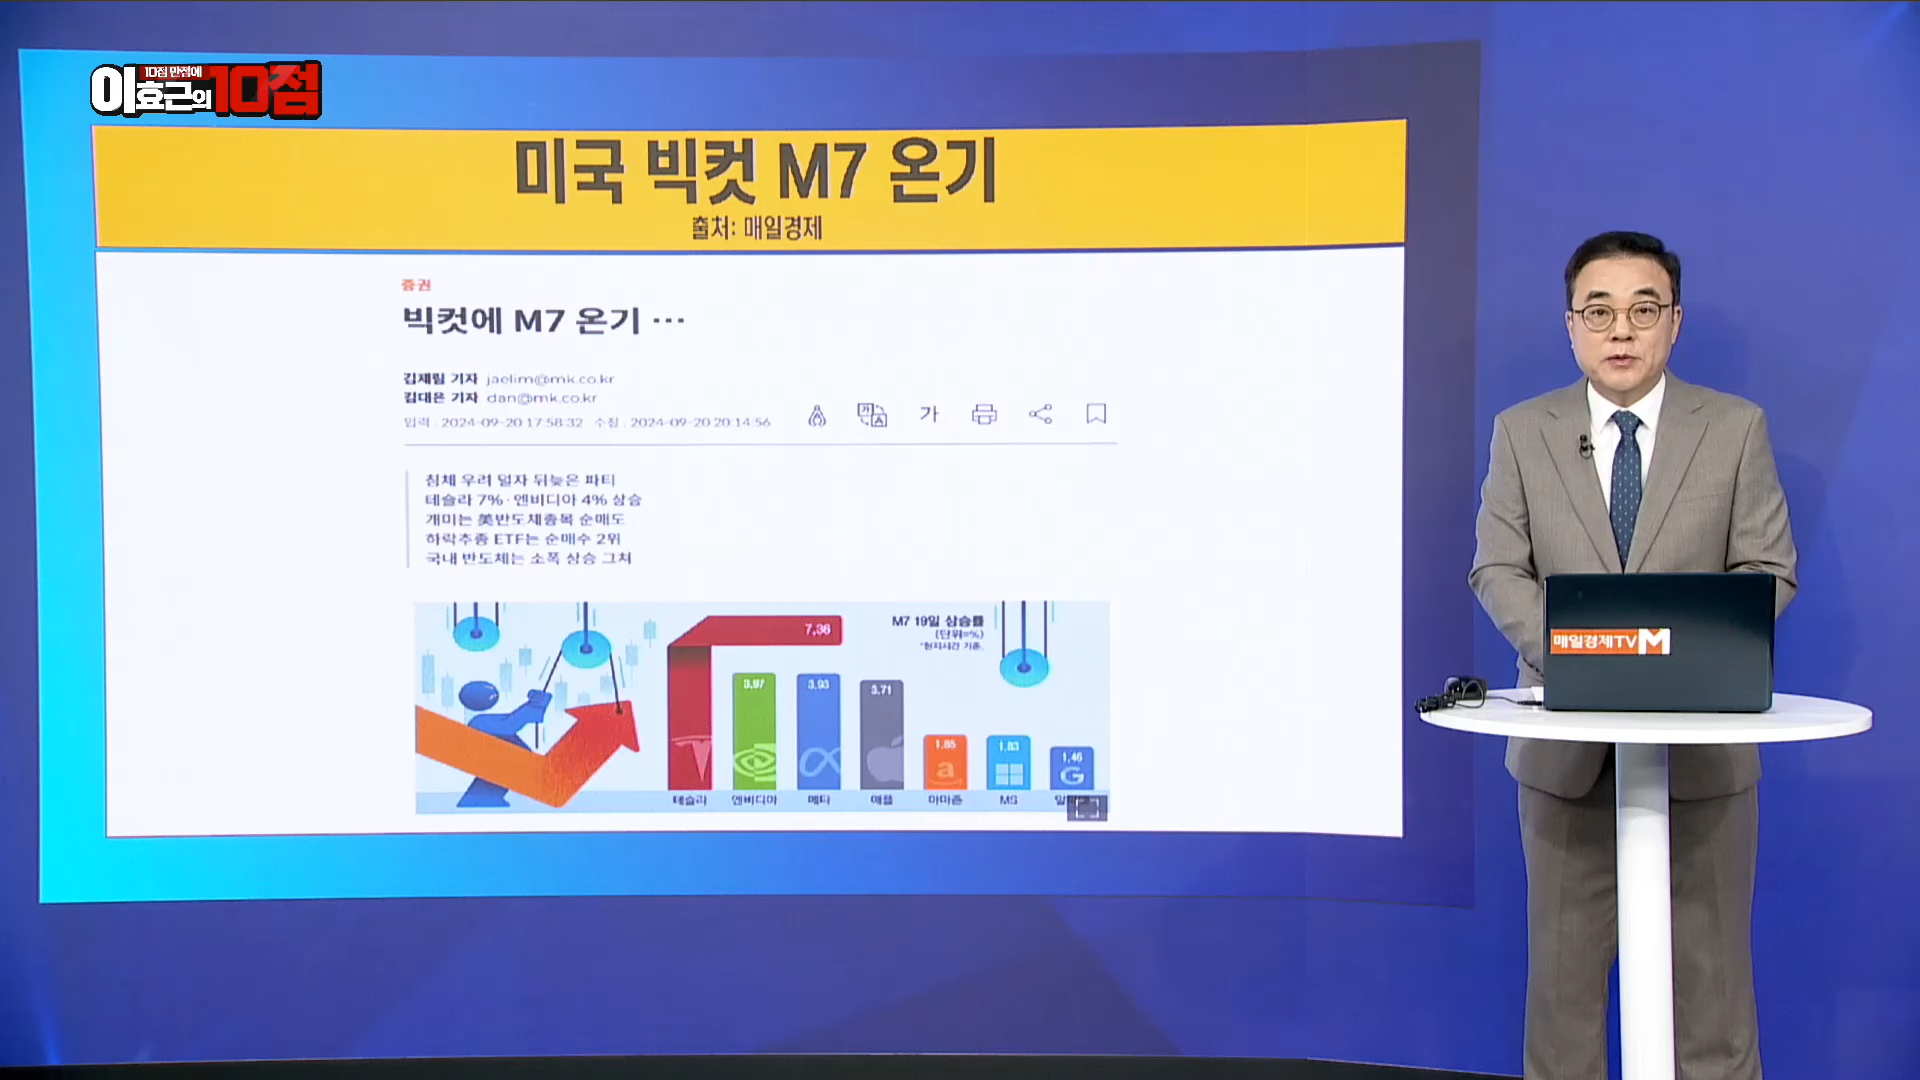 10점 만점에
이효근의 10점
미국 빅컷 M7 온기
출처: 매일경제
증권
빅컷에 M7 온기 ⋯
김제림 기자 jaelim@mk.co.kr
김대은 기자 dan@mk.co.kr
입력 : 2024-09-20 17:58:32 수정 : 2024-09-20 20:14:56
가
침체 우려 덜자 뒤늦은 파티
테슬라 7%·엔비디아 4% 상승
개미는 美반도체종목 순매도
하락추종 ETF는 순매수 2위
국내 반도체는 소폭 상승 그쳐
M7 19일 상승률
(단위=%)
*현지시간 기준.
7.36
3.97
3.93
3.71
1.85
1.83
1.46
테슬라 엔비디아 메타 애플 아마존 MS
매일경제TV M